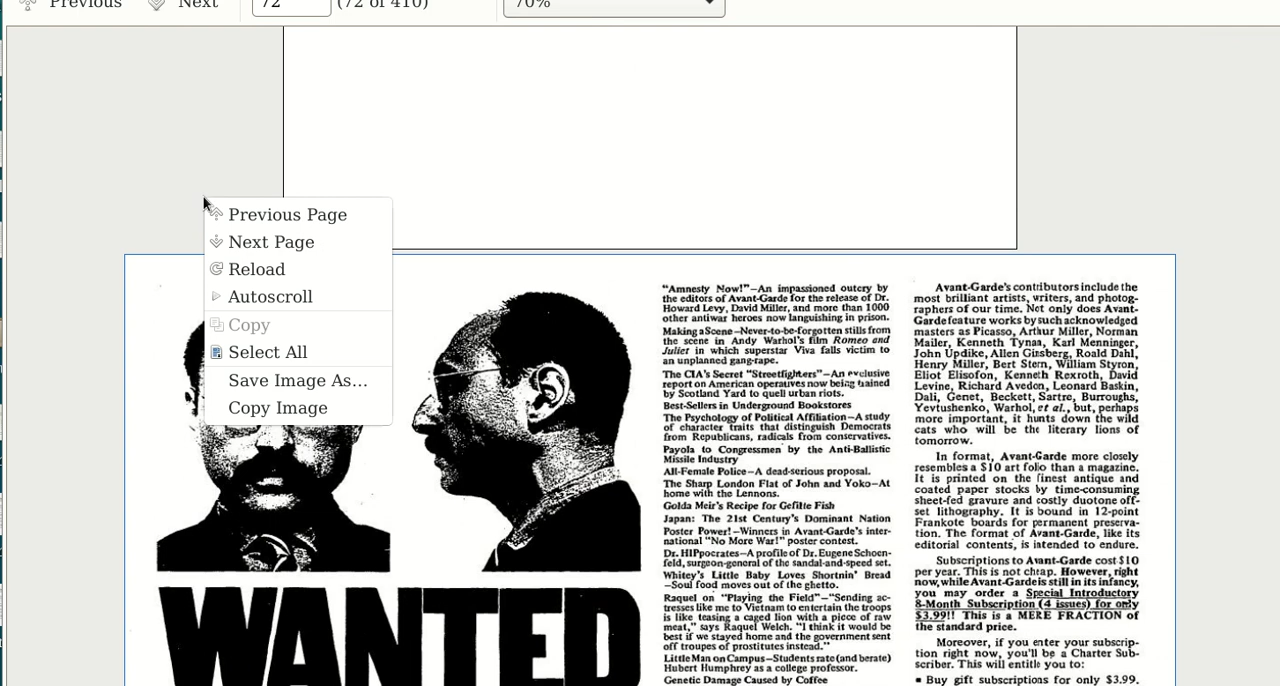 Previous
Next
72
(72 of 410)
70%
Previous Page
Next Page
Reload
Autoscroll
Copy
Select All
Save Image As…
Copy Image
WANTED
“Amnesty Now!”—An impassioned outcry by
the editors of Avant-Garde for the release of Dr.
Howard Levy, David Miller, and more than 1000
other antiwar heroes now languishing in prison.
Making a Scene—Never-to-be-forgotten stills from
the scene in Andy Warhol's film Romeo and
Juliet in which superstar Viva falls victim to
an unplanned gang-rape.
The CIA's Secret “Streetfighters”—An exclusive
report on American operatives now being trained
by Scotland Yard to quell urban riots.
Best-Sellers in Underground Bookstores
The Psychology of Political Affiliation—A study
of character traits that distinguish Democrats
from Republicans, radicals from conservatives.
Payola to Congressmen by the Anti-Ballistic
Missile Industry
All-Female Police—A dead-serious proposal.
The Sharp London Flat of John and Yoko—At
home with the Lennons.
Golda Meir's Recipe for Gefilte Fish
Japan: The 21st Century's Dominant Nation
Poster Power!—Winners in Avant-Garde's inter-
national “No More War!” poster contest.
Dr. HIPpocrates—A profile of Dr. Eugene Schoen-
feld, surgeon-general of the sandal-and-speed set.
Whitey's Little Baby Loves Shortnin' Bread
—Soul food moves out of the ghetto.
Raquel on “Playing the Field”—“Sending ac-
tresses like me to Vietnam to entertain the troops
is like teasing a caged lion with a piece of raw
meat,” says Raquel Welch. “I think it would be
best if we stayed home and the government sent
off troupes of prostitutes instead.”
Little Man on Campus—Students rate (and berate)
Hubert Humphrey as a college professor.
Genetic Damage Caused by Coffee
Avant-Garde's contributors include the
most brilliant artists, writers, and photog-
raphers of our time. Not only does Avant-
Garde feature works by such acknowledged
masters as Picasso, Arthur Miller, Norman
Mailer, Kenneth Tynan, Karl Menninger,
John Updike, Allen Ginsberg, Roald Dahl,
Henry Miller, Bert Stern, William Styron,
Eliot Elisofon, Kenneth Rexroth, David
Levine, Richard Avedon, Leonard Baskin,
Dali, Genet, Beckett, Sartre, Burroughs,
Yevtushenko, Warhol, et al., but, perhaps
more important, it hunts down the wild
cats who will be the literary lions of
tomorrow.
In format, Avant-Garde more closely
resembles a $10 art folio than a magazine.
It is printed on the finest antique and
coated paper stocks by time-consuming
sheet-fed gravure and costly duotone off-
set lithography. It is bound in 12-point
Frankote boards for permanent preserva-
tion. The format of Avant-Garde, like its
editorial contents, is intended to endure.
Subscriptions to Avant-Garde cost $10
per year. This is not cheap. However, right
now, while Avant-Garde is still in its infancy,
you may order a Special Introductory
8-Month Subscription (4 issues) for only
$3.99!! This is a MERE FRACTION of
the standard price.
Moreover, if you enter your subscrip-
tion right now, you'll be a Charter Sub-
scriber. This will entitle you to:
▪ Buy gift subscriptions for only $3.99.